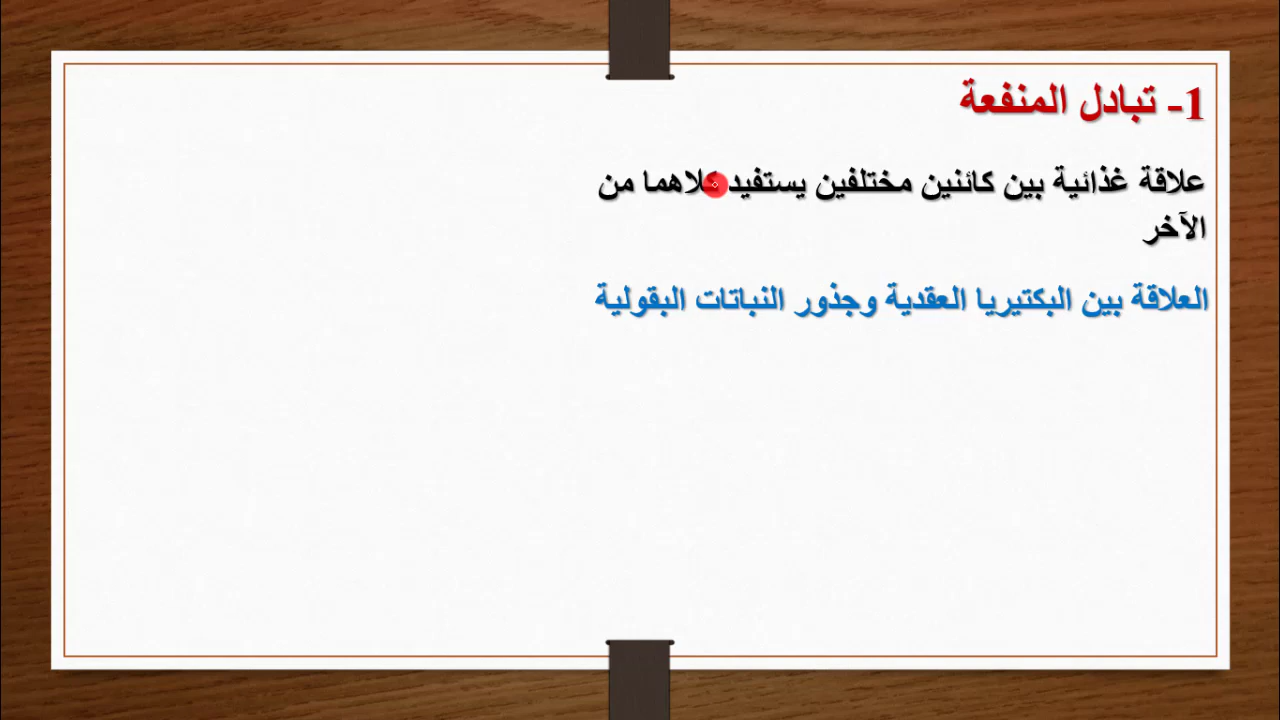 1- تبادل المنفعة
علاقة غذائية بين كائنين مختلفين يستفيد كلاهما من
الآخر
العلاقة بين البكتيريا العقدية وجذور النباتات البقولية